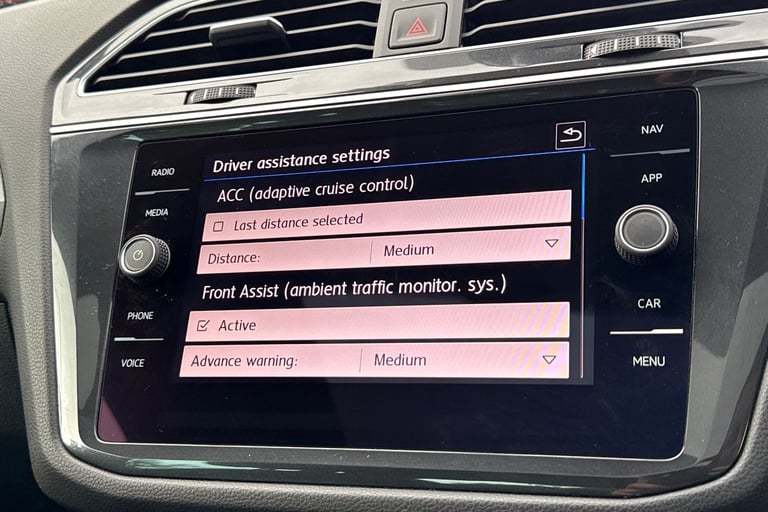 RADIO
MEDIA
PHONE
VOICE
Driver assistance settings
ACC (adaptive cruise control)
Last distance selected
Distance: Medium
Front Assist (ambient traffic monitor. sys.)
Active
Advance warning: Medium
NAV
APP
CAR
MENU